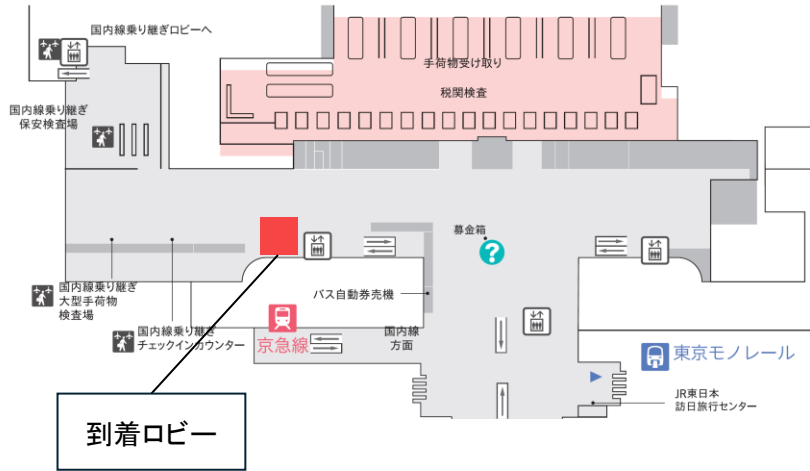 国内線乗り継ぎロビーへ
手荷物受け取り
税関検査
国内線乗り継ぎ
保安検査場
募金箱
?
国内線乗り継ぎ
大型手荷物
検査場
バス自動券売機
国内線乗り継ぎ
チェックインカウンター
京急線
国内線
方面
東京モノレール
JR東日本
訪日旅行センター
到着ロビー